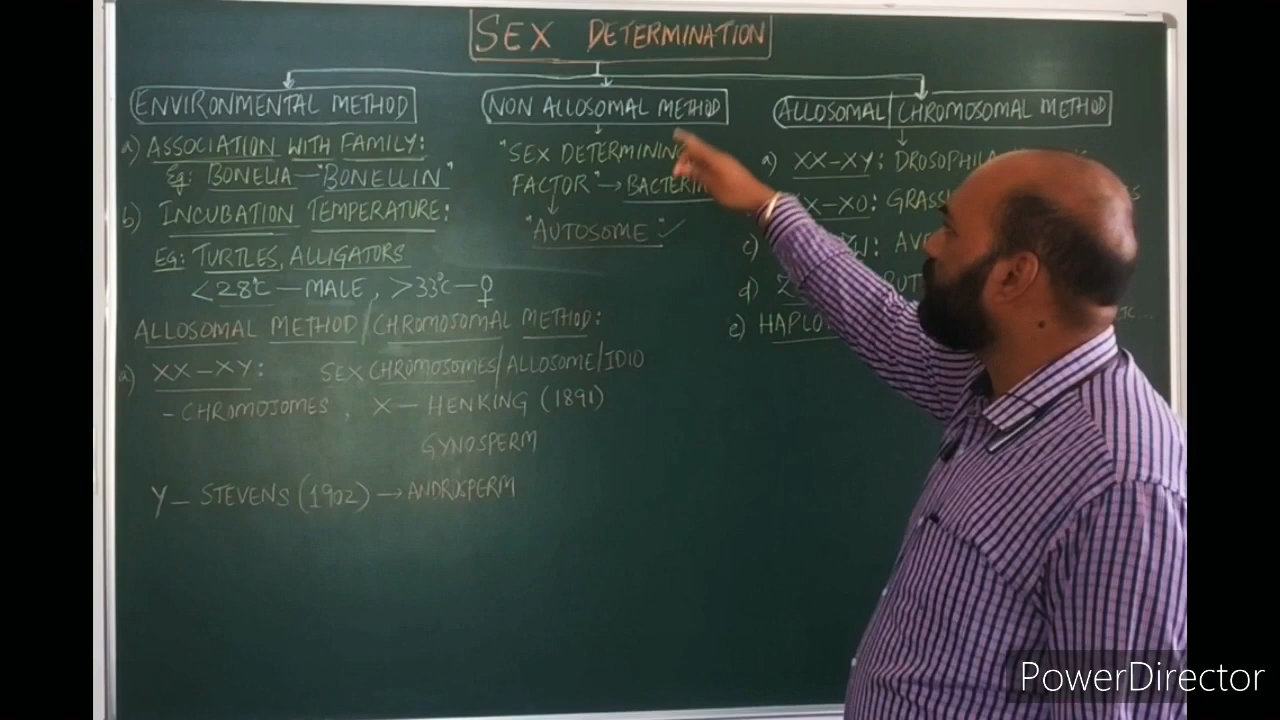 SEX DETERMINATION
ENVIRONMENTAL METHOD
a) ASSOCIATION WITH FAMILY:
Eg: BONELIA—"BONELLIN"
b) INCUBATION TEMPERATURE:
EG: TURTLES, ALLIGATORS
<28°C — MALE, >33°C — ♀
NON ALLOSOMAL METHOD
"SEX DETERMINING
FACTOR" → BACTERIA
"AUTOSOME" ✓
ALLOSOMAL/CHROMOSOMAL METHOD
a) XX-XY: DROSOPHILA
XX-XO:
c) ZW:
d)
e)
ALLOSOMAL METHOD/CHROMOSOMAL METHOD:
a) XX-XY: SEX CHROMOSOMES/ALLOSOME/IDIO
- CHROMOSOMES, X — HENKING (1891)
GYNOSPERM
Y — STEVENS (1902) → ANDROSPERM
PowerDirector